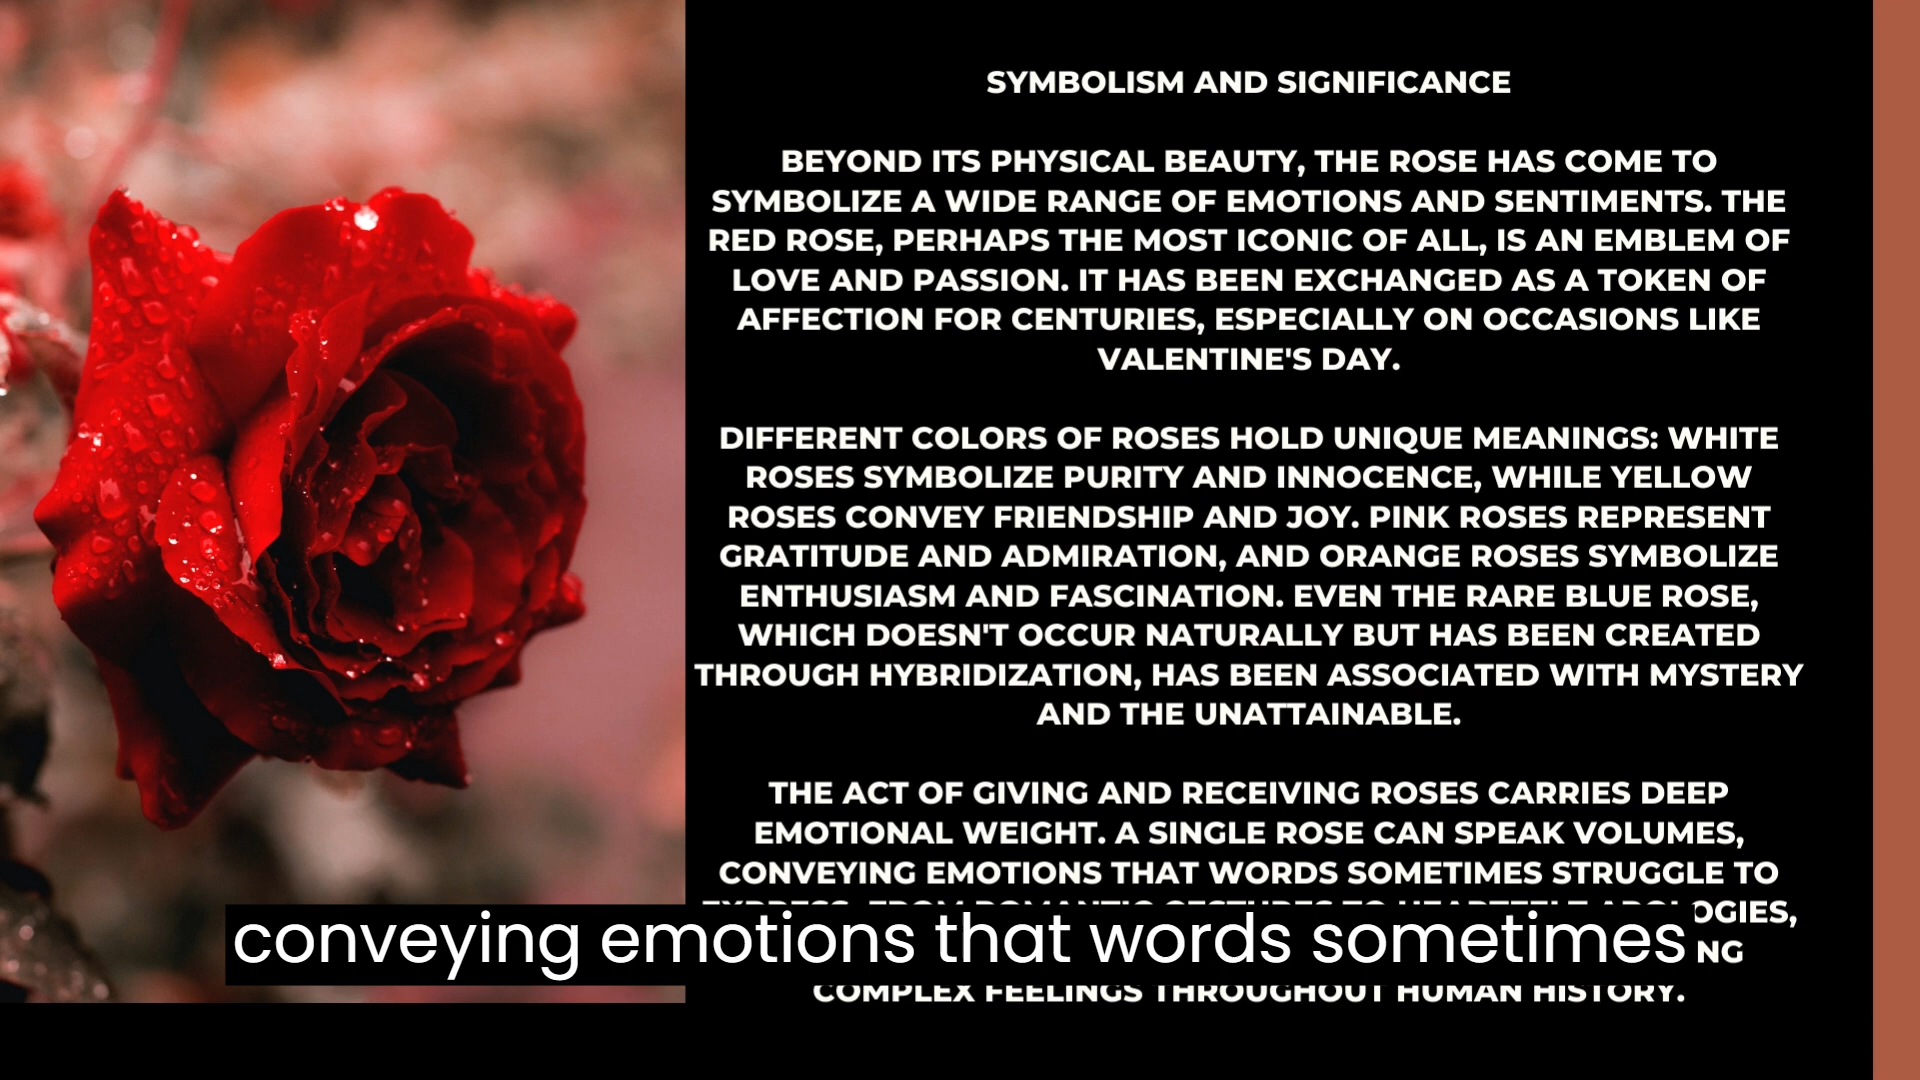 SYMBOLISM AND SIGNIFICANCE
BEYOND ITS PHYSICAL BEAUTY, THE ROSE HAS COME TO
SYMBOLIZE A WIDE RANGE OF EMOTIONS AND SENTIMENTS. THE
RED ROSE, PERHAPS THE MOST ICONIC OF ALL, IS AN EMBLEM OF
LOVE AND PASSION. IT HAS BEEN EXCHANGED AS A TOKEN OF
AFFECTION FOR CENTURIES, ESPECIALLY ON OCCASIONS LIKE
VALENTINE'S DAY.
DIFFERENT COLORS OF ROSES HOLD UNIQUE MEANINGS: WHITE
ROSES SYMBOLIZE PURITY AND INNOCENCE, WHILE YELLOW
ROSES CONVEY FRIENDSHIP AND JOY. PINK ROSES REPRESENT
GRATITUDE AND ADMIRATION, AND ORANGE ROSES SYMBOLIZE
ENTHUSIASM AND FASCINATION. EVEN THE RARE BLUE ROSE,
WHICH DOESN'T OCCUR NATURALLY BUT HAS BEEN CREATED
THROUGH HYBRIDIZATION, HAS BEEN ASSOCIATED WITH MYSTERY
AND THE UNATTAINABLE.
THE ACT OF GIVING AND RECEIVING ROSES CARRIES DEEP
EMOTIONAL WEIGHT. A SINGLE ROSE CAN SPEAK VOLUMES,
CONVEYING EMOTIONS THAT WORDS SOMETIMES STRUGGLE TO
EXPRESS. FROM ROMANTIC GESTURES TO HEARTFELT APOLOGIES,
conveying emotions that words sometimes
COMPLEX FEELINGS THROUGHOUT HUMAN HISTORY.